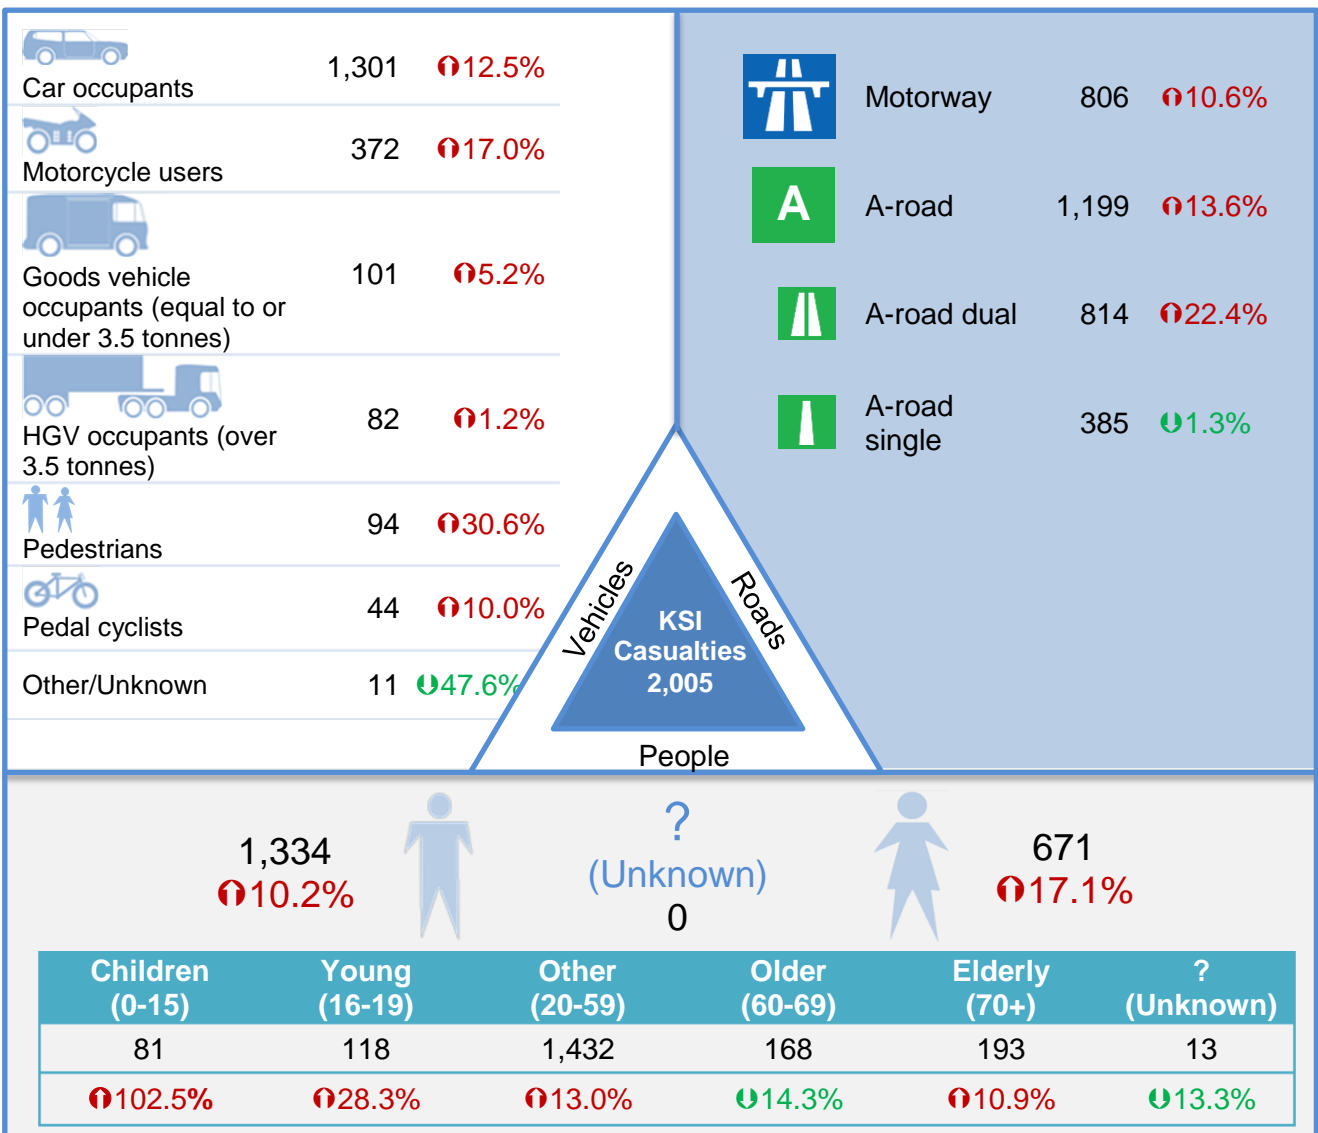 Car occupants 1,301 12.5%
Motorcycle users 372 17.0%
Goods vehicle
occupants (equal to or
under 3.5 tonnes)
101 5.2%
HGV occupants (over
3.5 tonnes)
82 1.2%
Pedestrians 94 30.6%
Pedal cyclists 44 10.0%
Other/Unknown 11 47.6%
Motorway 806 10.6%
A
A-road 1,199 13.6%
A-road dual 814 22.4%
A-road
single
385 1.3%
Vehicles
Roads
KSI
Casualties
2,005
People
1,334
10.2%
?
(Unknown)
0
671
17.1%
Children Young Other Older Elderly ?
(0-15) (16-19) (20-59) (60-69) (70+) (Unknown)
81 118 1,432 168 193 13
102.5% 28.3% 13.0% 14.3% 10.9% 13.3%